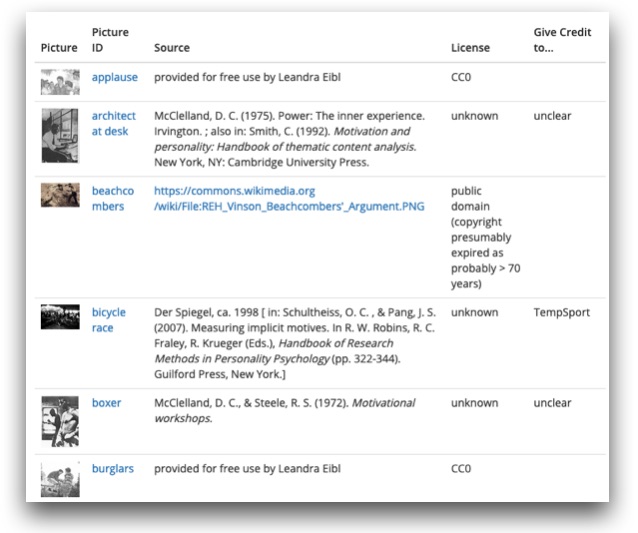 Picture
Picture
ID
Source
License
Give Credit
to...
applause
provided for free use by Leandra Eibl
CC0
architect
at desk
McClelland, D. C. (1975). Power: The inner experience.
Irvington. ; also in: Smith, C. (1992). Motivation and
personality: Handbook of thematic content analysis.
New York, NY: Cambridge University Press.
unknown
unclear
beachco
mbers
https://commons.wikimedia.org
/wiki/File:REH_Vinson_Beachcombers'_Argument.PNG
public
domain
(copyright
presumably
expired as
probably > 70
years)
bicycle
race
Der Spiegel, ca. 1998 [ in: Schultheiss, O. C. , & Pang, J. S.
(2007). Measuring implicit motives. In R. W. Robins, R. C.
Fraley, R. Krueger (Eds.), Handbook of Research
Methods in Personality Psychology (pp. 322-344).
Guilford Press, New York.]
unknown
TempSport
boxer
McClelland, D. C., & Steele, R. S. (1972). Motivational
workshops.
unknown
unclear
burglars
provided for free use by Leandra Eibl
CC0